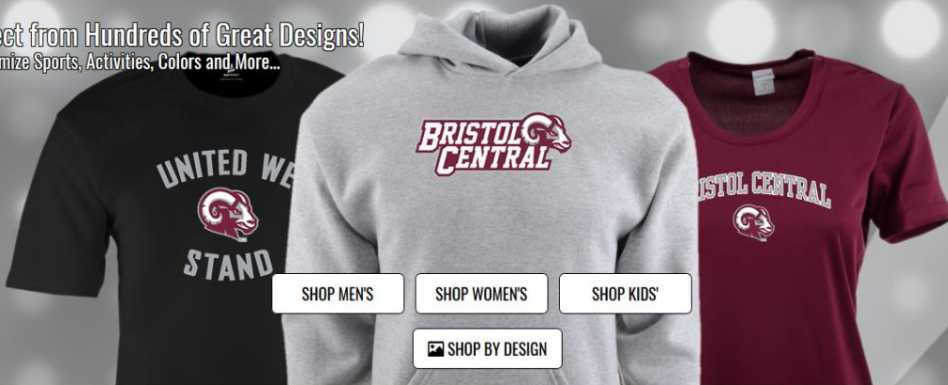 ct from Hundreds of Great Designs!
mize Sports, Activities, Colors and More...
UNITED WE
STAND
BRISTOL
CENTRAL
ISTOL CENTRAL
SHOP MEN'S
SHOP WOMEN'S
SHOP KIDS'
SHOP BY DESIGN